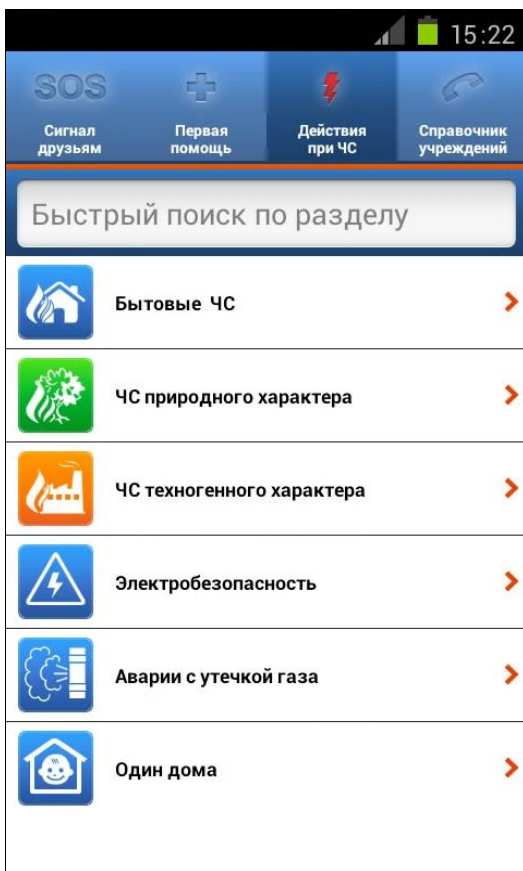 15:22
SOS
Сигнал
друзьям
Первая
помощь
Действия
при ЧС
Справочник
учреждений
Быстрый поиск по разделу
Бытовые ЧС
ЧС природного характера
ЧС техногенного характера
Электробезопасность
Аварии с утечкой газа
Один дома